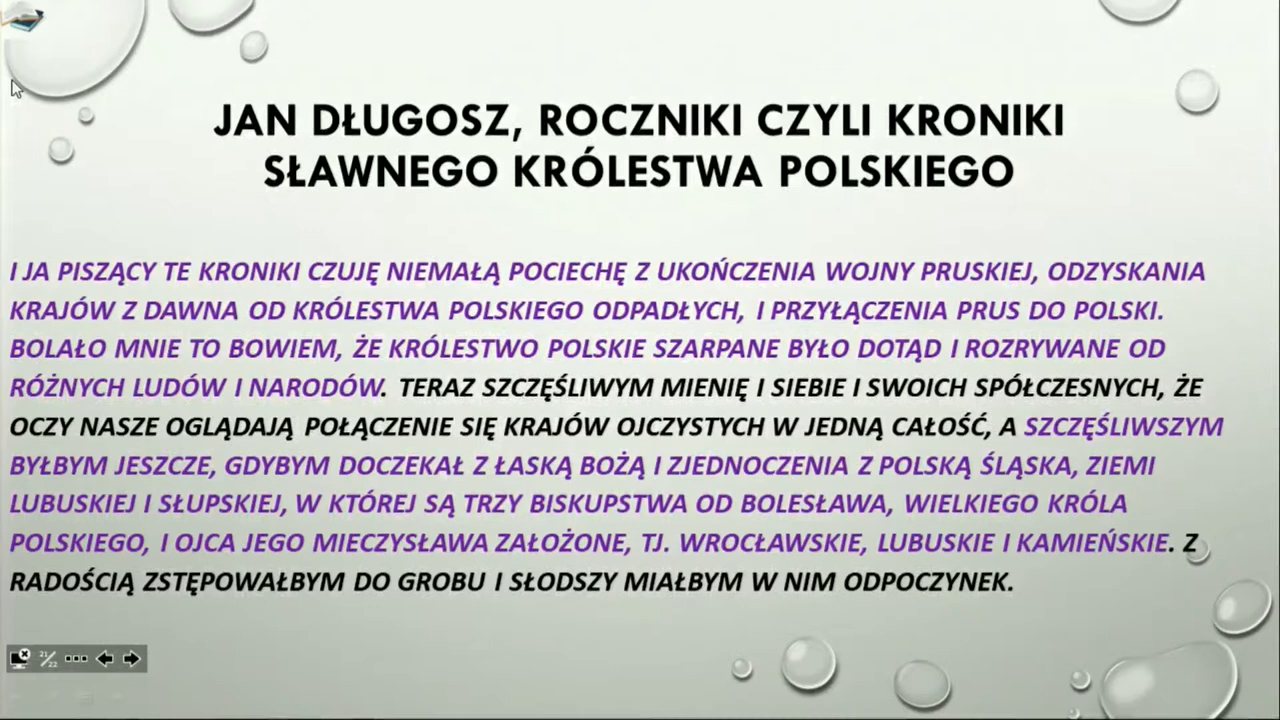 JAN DŁUGOSZ, ROCZNIKI CZYLI KRONIKI
SŁAWNEGO KRÓLESTWA POLSKIEGO
I JA PISZĄCY TE KRONIKI CZUJĘ NIEMAŁĄ POCIECHĘ Z UKOŃCZENIA WOJNY PRUSKIEJ, ODZYSKANIA
KRAJÓW Z DAWNA OD KRÓLESTWA POLSKIEGO ODPADŁYCH, I PRZYŁĄCZENIA PRUS DO POLSKI.
BOLAŁO MNIE TO BOWIEM, ŻE KRÓLESTWO POLSKIE SZARPANE BYŁO DOTĄD I ROZRYWANE OD
RÓŻNYCH LUDÓW I NARODÓW. TERAZ SZCZĘŚLIWYM MIENIĘ I SIEBIE I SWOICH SPÓŁCZESNYCH, ŻE
OCZY NASZE OGLĄDAJĄ POŁĄCZENIE SIĘ KRAJÓW OJCZYSTYCH W JEDNĄ CAŁOŚĆ, A SZCZĘŚLIWSZYM
BYŁBYM JESZCZE, GDYBYM DOCZEKAŁ Z ŁASKĄ BOŻĄ I ZJEDNOCZENIA Z POLSKĄ ŚLĄSKA, ZIEMI
LUBUSKIEJ I SŁUPSKIEJ, W KTÓREJ SĄ TRZY BISKUPSTWA OD BOLESŁAWA, WIELKIEGO KRÓLA
POLSKIEGO, I OJCA JEGO MIECZYSŁAWA ZAŁOŻONE, TJ. WROCŁAWSKIE, LUBUSKIE I KAMIEŃSKIE. Z
RADOŚCIĄ ZSTĘPOWAŁBYM DO GROBU I SŁODSZY MIAŁBYM W NIM ODPOCZYNEK.
21/22